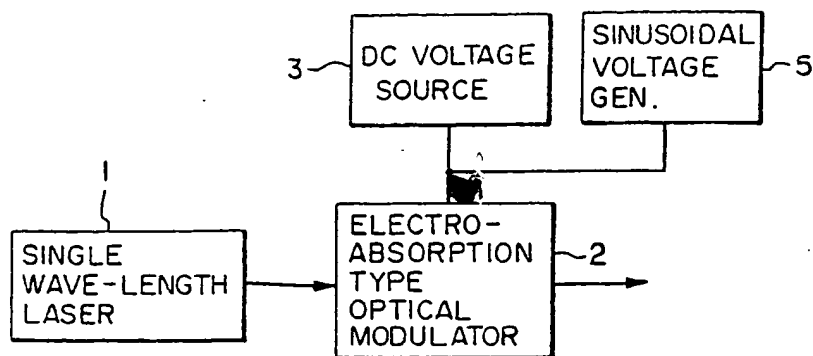 3
DC VOLTAGE
SOURCE
SINUSOIDAL
VOLTAGE
GEN.
5
1
SINGLE
WAVE-LENGTH
LASER
ELECTRO-
ABSORPTION
TYPE
OPTICAL
MODULATOR
2